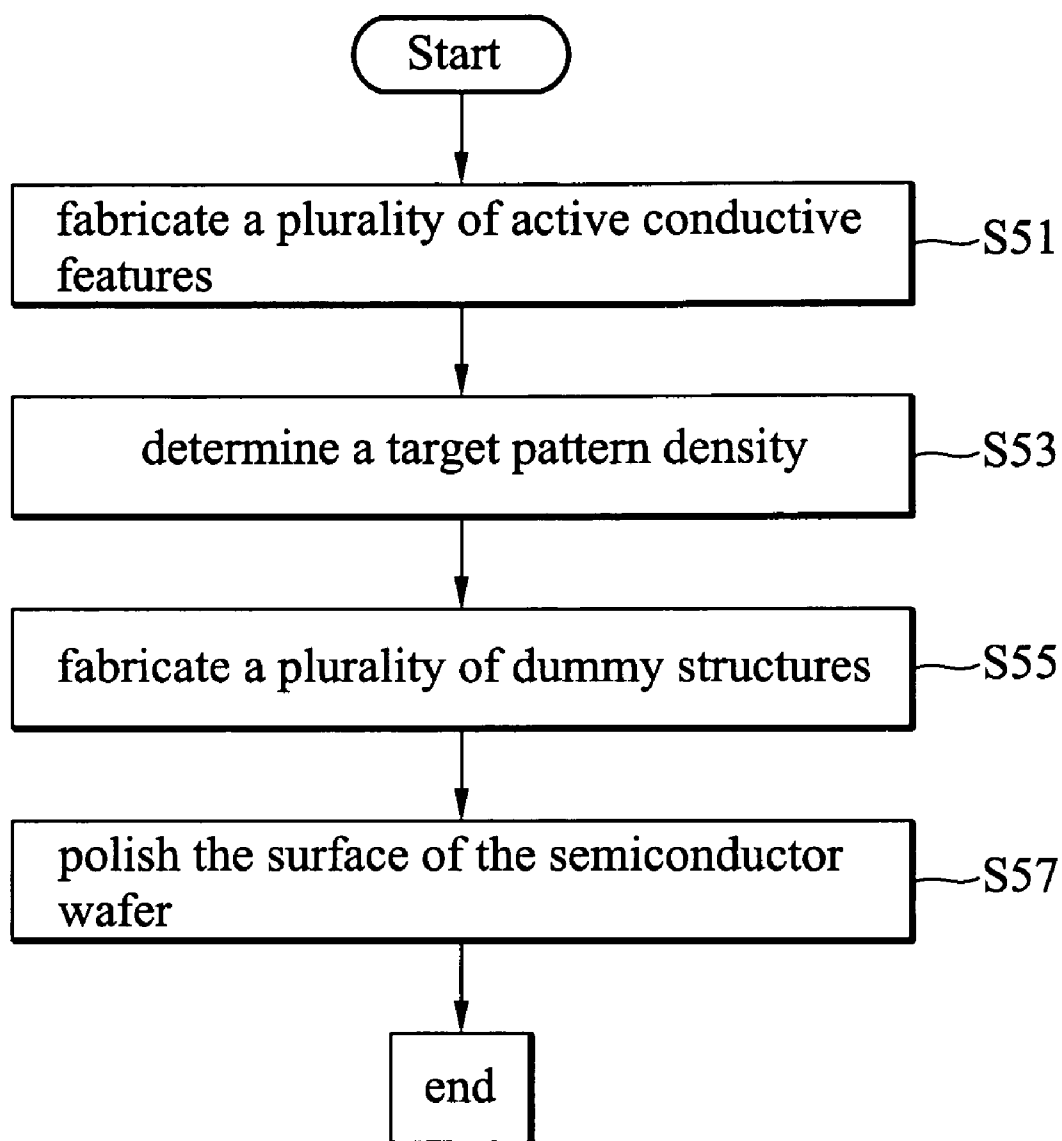 Start
fabricate a plurality of active conductive
features
S51
determine a target pattern density
S53
fabricate a plurality of dummy structures
S55
polish the surface of the semiconductor
wafer
S57
end